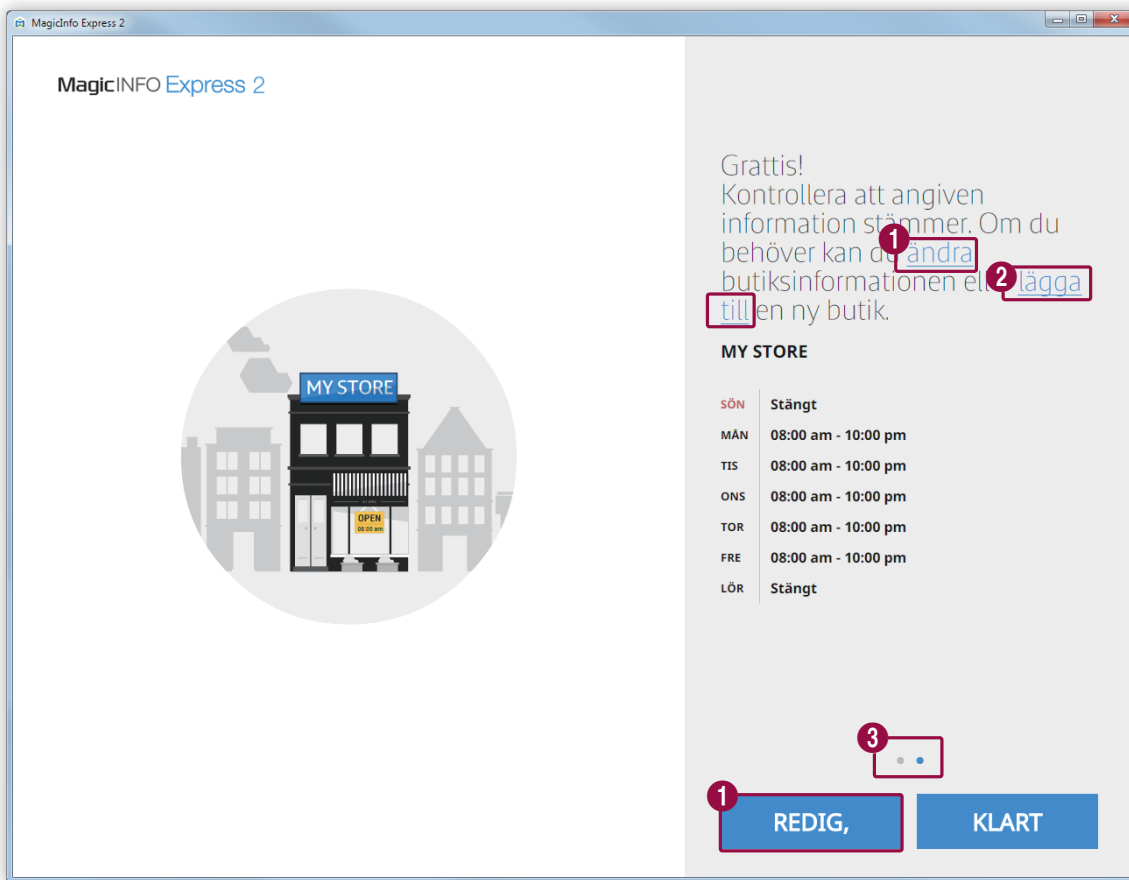 MagicInfo Express 2
MagicINFO Express 2
Grattis!
Kontrollera att angiven
information stämmer. Om du
1
behöver kan du ändra
2
butiksinformationen ell lägga
till en ny butik.
MY STORE
SÖN Stängt
MÅN 08:00 am - 10:00 pm
TIS 08:00 am - 10:00 pm
ONS 08:00 am - 10:00 pm
TOR 08:00 am - 10:00 pm
FRE 08:00 am - 10:00 pm
LÖR Stängt
MY STORE
STORE
OPEN
08:00 am
3
1
REDIG,
KLART